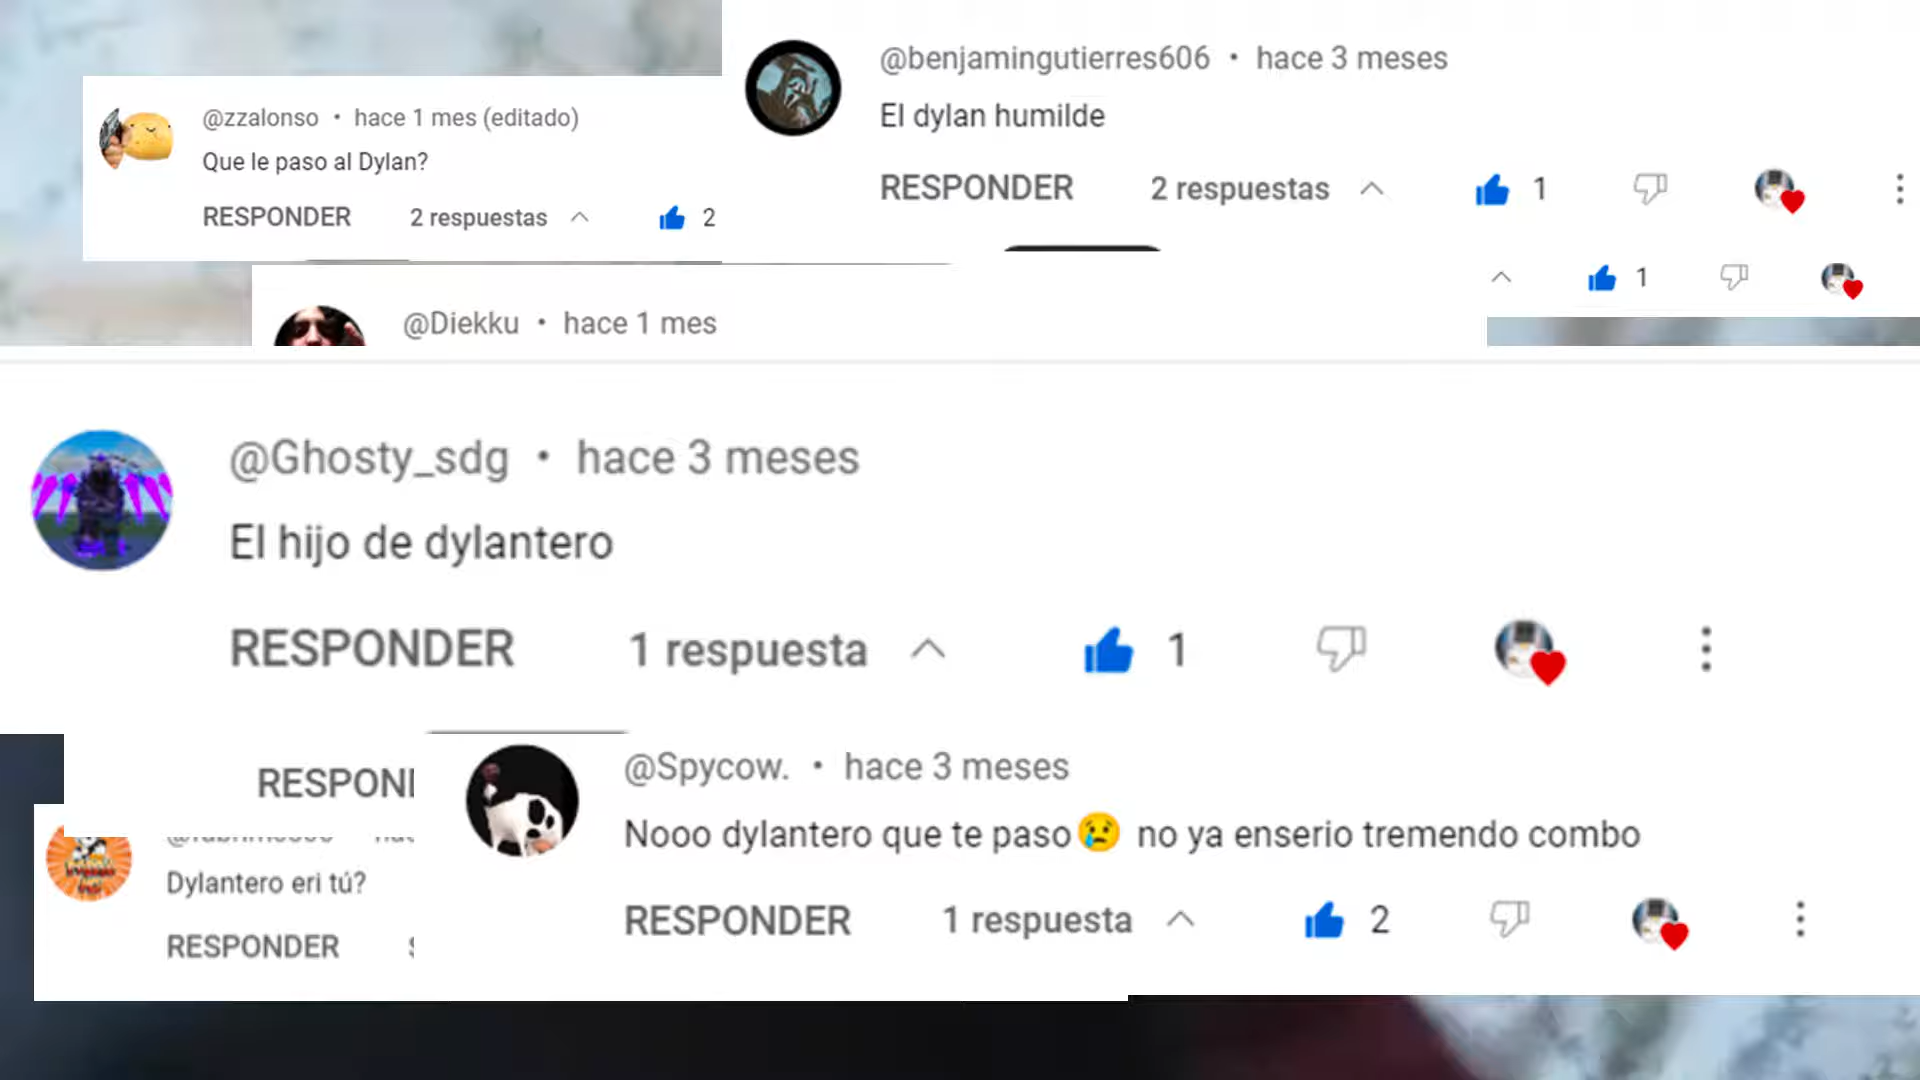 @benjamingutierres606 • hace 3 meses
El dylan humilde
RESPONDER 2 respuestas 1
@zzalonso • hace 1 mes (editado)
Que le paso al Dylan?
RESPONDER 2 respuestas 2
1
@Diekku • hace 1 mes
@Ghosty_sdg • hace 3 meses
El hijo de dylantero
RESPONDER 1 respuesta 1
RESPON
@Spycow. • hace 3 meses
Nooo dylantero que te paso😢 no ya enserio tremendo combo
RESPONDER 1 respuesta 2
Dylantero eri tú?
RESPONDER